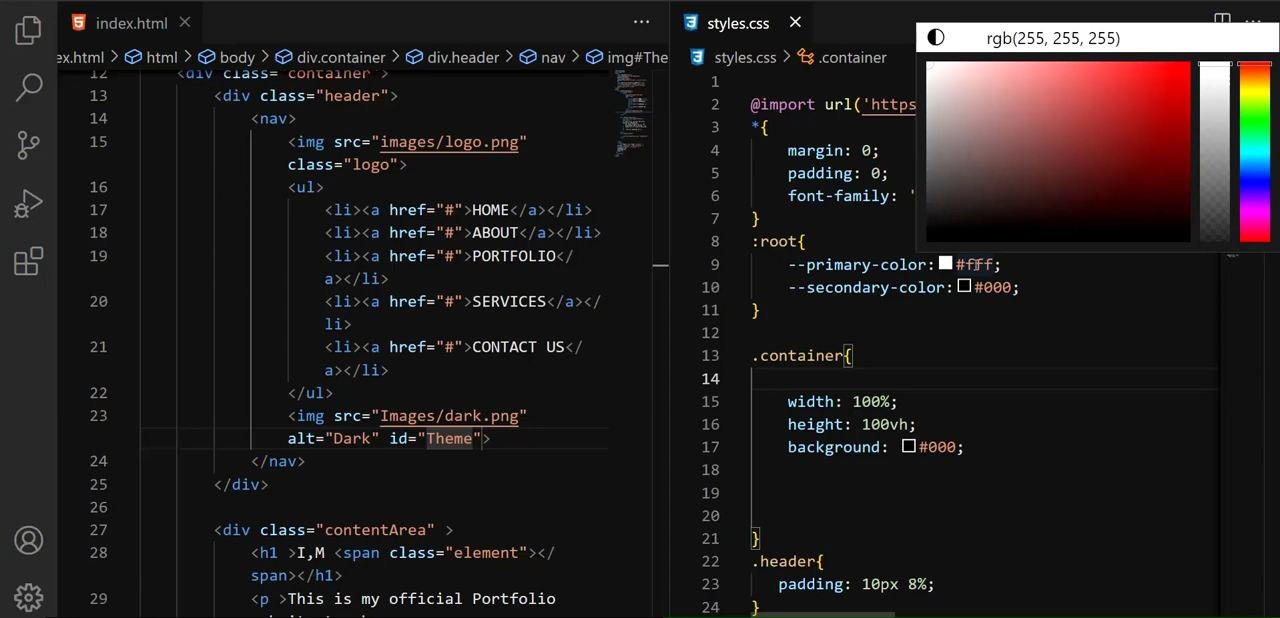 index.html
styles.css
ex.html > html > body > div.container > div.header > nav > img#The
styles.css > .container
rgb(255, 255, 255)
12 <div class="container">
13 <div class="header">
14 <nav>
15 <img src="images/logo.png"
class="logo">
16 <ul>
17 <li><a href="#">HOME</a></li>
18 <li><a href="#">ABOUT</a></li>
19 <li><a href="#">PORTFOLIO</
a></li>
20 <li><a href="#">SERVICES</a></
li>
21 <li><a href="#">CONTACT US</
a></li>
22 </ul>
23 <img src="Images/dark.png"
alt="Dark" id="Theme">
24 </nav>
25 </div>
26
27 <div class="contentArea" >
28 <h1 >I,M <span class="element"></
span></h1>
29 <p >This is my official Portfolio
1
2 @import url('https
3 *{
4 margin: 0;
5 padding: 0;
6 font-family: '
7 }
8 :root{
9 --primary-color: #fff;
10 --secondary-color: #000;
11 }
12
13 .container{
14
15 width: 100%;
16 height: 100vh;
17 background: #000;
18
19
20
21 }
22 .header{
23 padding: 10px 8%;
24 }